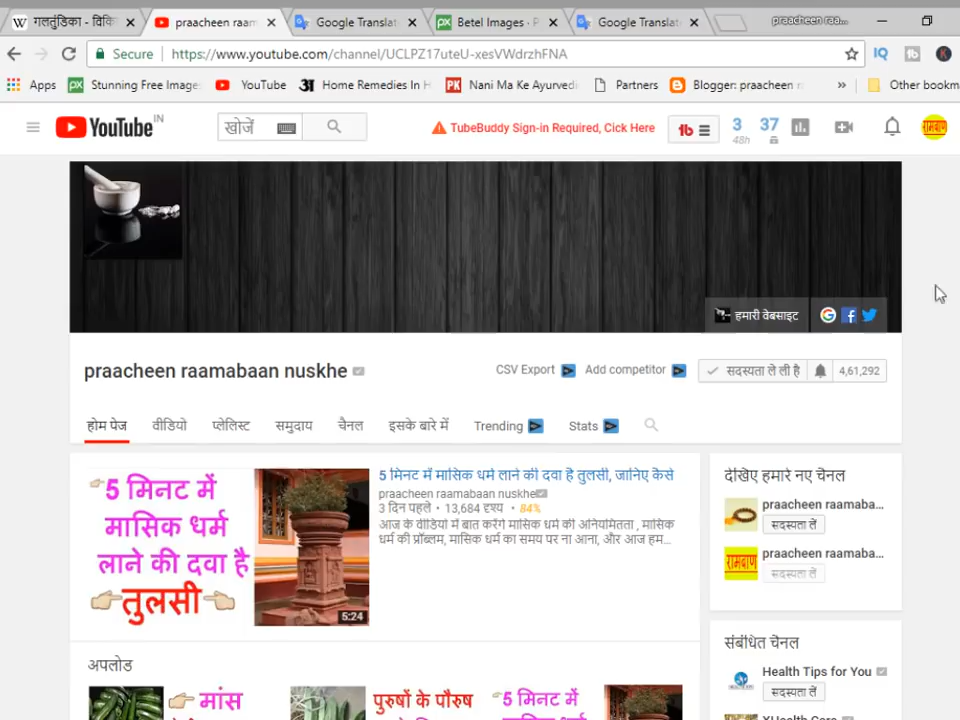 गलतुंडिका - विकि
praacheen raam
Google Translat
Betel Images · P
Google Translat
praacheen raa...
Secure
https://www.youtube.com/channel/UCLPZ17uteU-xesVWdrzhFNA
IQ
K
Apps
Stunning Free Image
YouTube
Home Remedies In H
Nani Ma Ke Ayurvedi
Partners
Blogger: praacheen r
»
Other bookm
YouTube IN
खोजें
TubeBuddy Sign-in Required, Click Here
3
48h
37
रामबाण
हमारी वेबसाइट
praacheen raamabaan nuskhe
CSV Export
Add competitor
सदस्यता ले ली है
4,61,292
होम पेज
वीडियो
प्लेलिस्ट
समुदाय
चैनल
इसके बारे में
Trending
Stats
5 मिनट में
मासिक धर्म
लाने की दवा है
तुलसी
5:24
5 मिनट में मासिक धर्म लाने की दवा है तुलसी, जानिए कैसे
praacheen raamabaan nuskhe
3 दिन पहले • 13,684 दृश्य • 84%
आज के वीडियो में बात करेंगे मासिक धर्म की अनियमितता , मासिक
धर्म की प्रॉब्लम, मासिक धर्म का समय पर ना आना, और आज हम...
देखिए हमारे नए चैनल
praacheen raamaba...
सदस्यता लें
रामबाण
praacheen raamaba...
सदस्यता लें
संबंधित चैनल
Health Tips for You
सदस्यता लें
अपलोड
मांस
पुरुषों के पौरुष
5 मिनट में